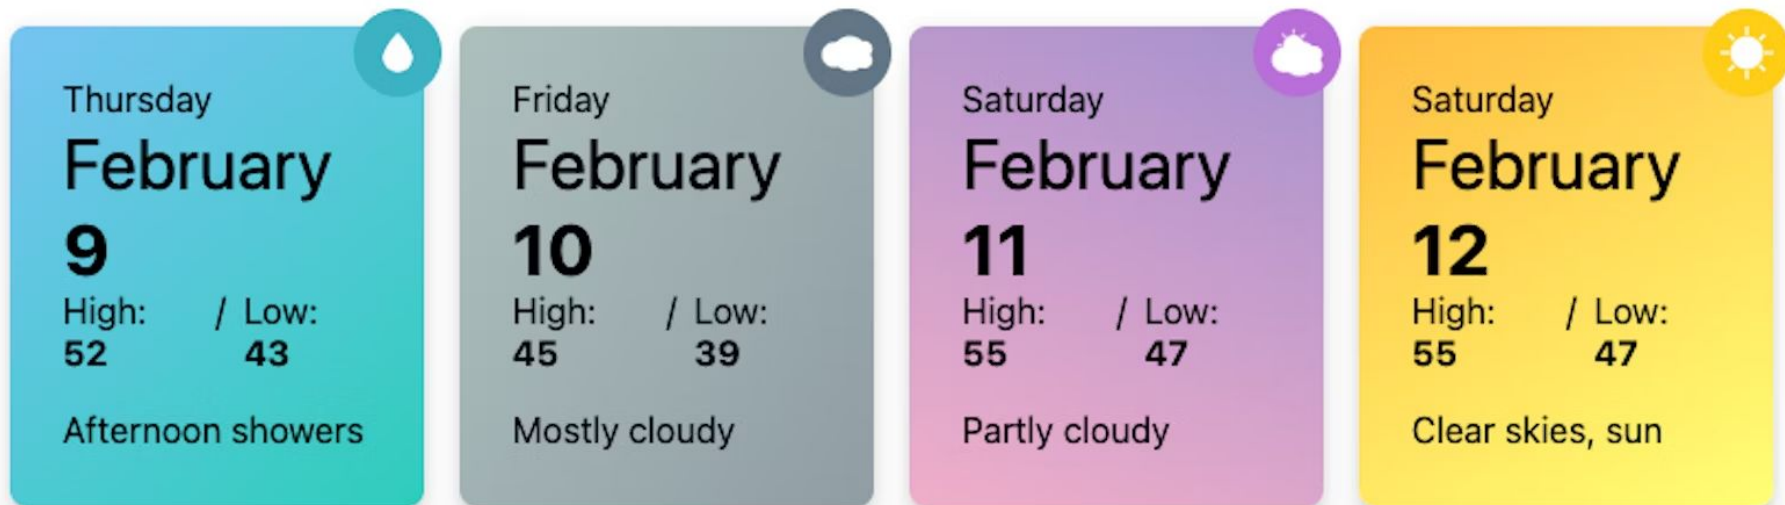 Thursday
February
9
High: / Low:
52 43
Afternoon showers
Friday
February
10
High: / Low:
45 39
Mostly cloudy
Saturday
February
11
High: / Low:
55 47
Partly cloudy
Saturday
February
12
High: / Low:
55 47
Clear skies, sun